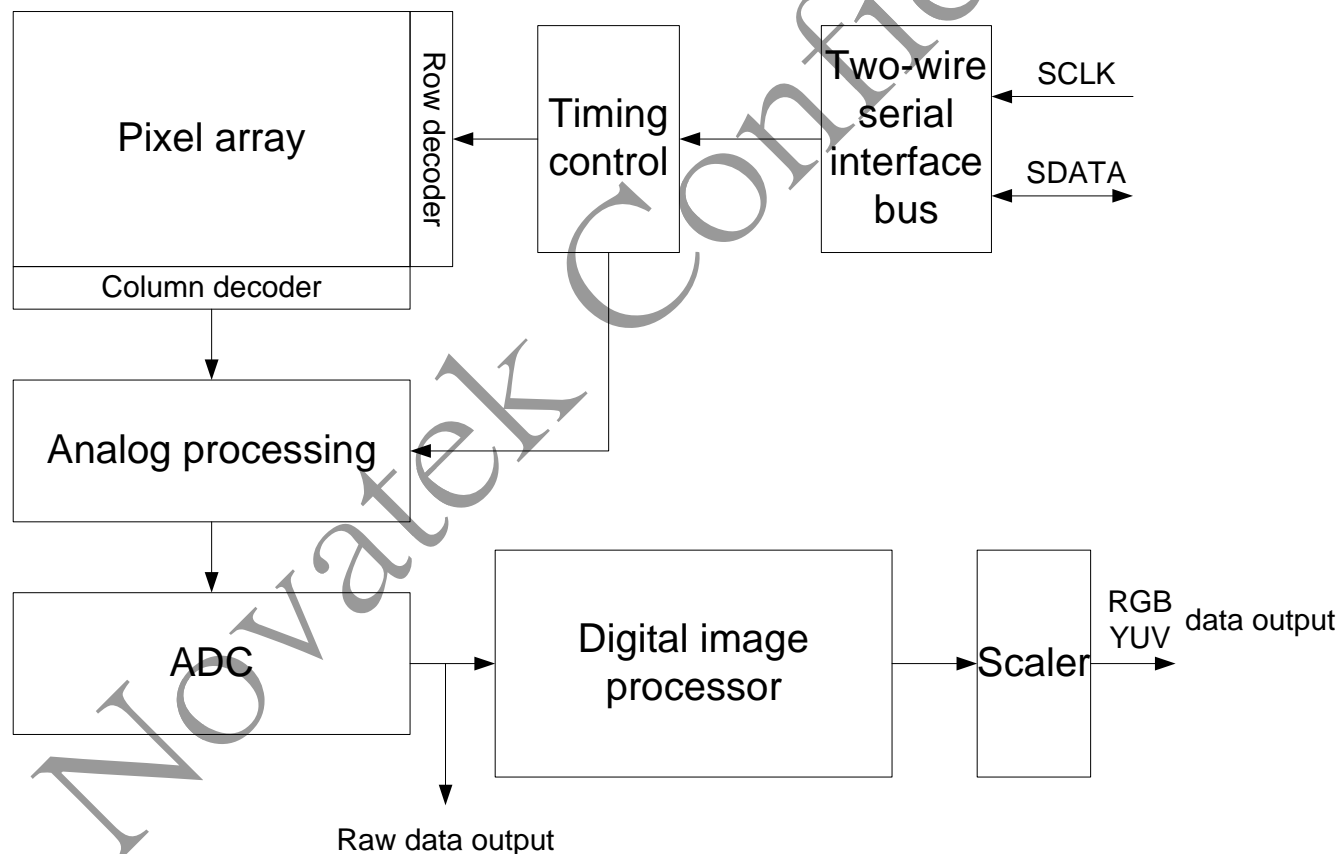 Pixel array
Row decoder
Column decoder
Timing
control
Two-wire
serial
interface
bus
SCLK
SDATA
Analog processing
ADC
Digital image
processor
Scaler
RGB
YUV
data output
Raw data output
Novatek